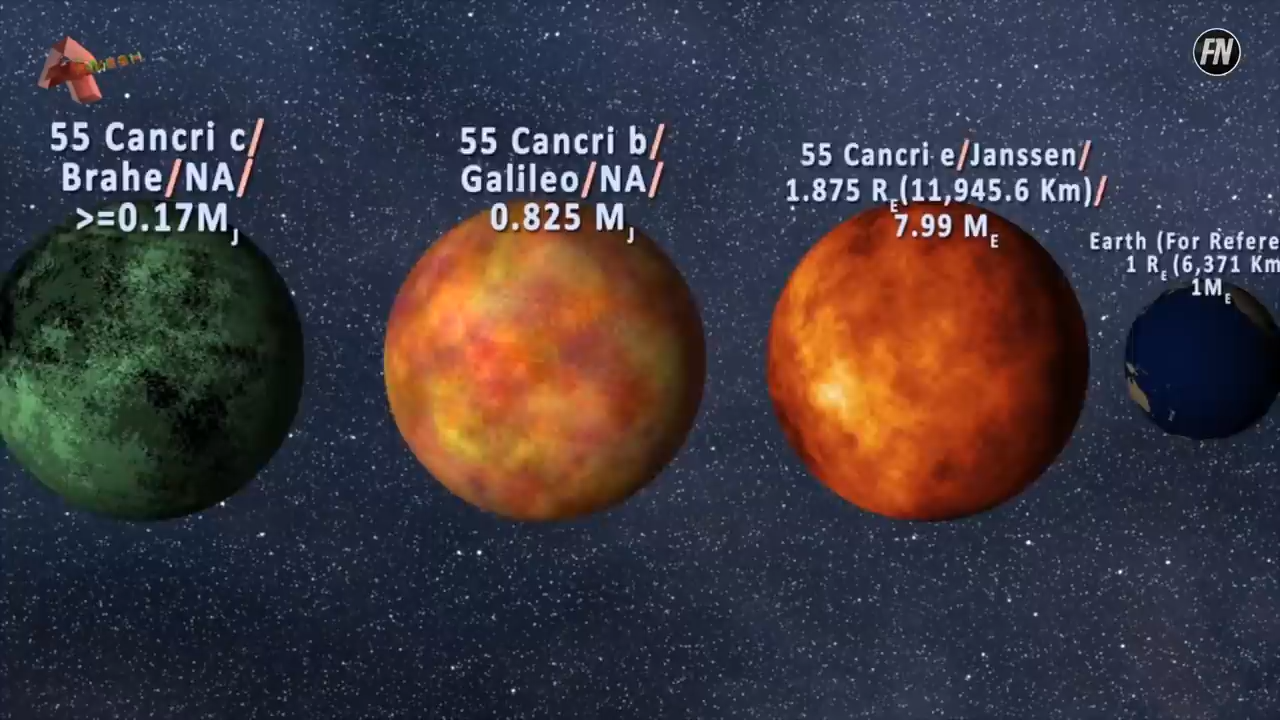 FN
55 Cancri c/
Brahe/NA/
>=0.17MJ
55 Cancri b/
Galileo/NA/
0.825 MJ
55 Cancri e/Janssen/
1.875 RE(11,945.6 Km)/
7.99 ME
Earth (For Refere
1 RE (6,371 Km
1ME